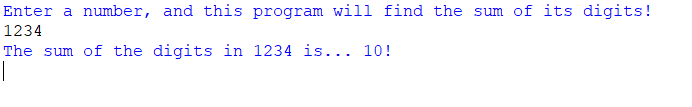 Enter a number, and this program will find the sum of its digits!
1234
The sum of the digits in 1234 is... 10!